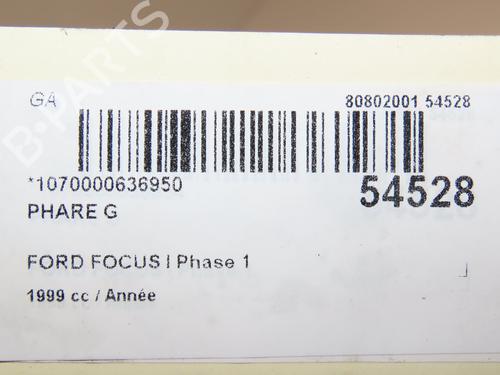 GA 80802001 54528
*1070000636950 54528
PHARE G
FORD FOCUS I Phase 1
1999 cc / Année
B-PARTS